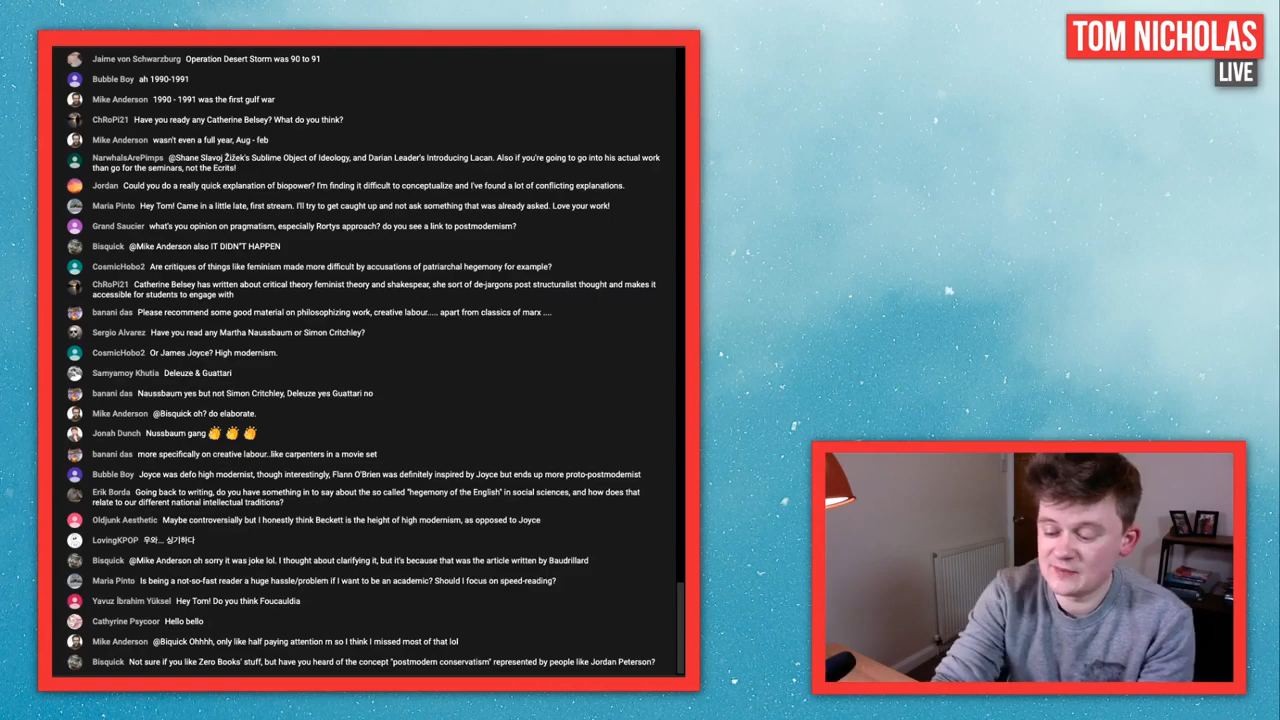 TOM NICHOLAS
LIVE
Jaime von Schwarzburg Operation Desert Storm was 90 to 91
Bubble Boy ah 1990-1991
Mike Anderson 1990 - 1991 was the first gulf war
ChRoPi21 Have you ready any Catherine Belsey? What do you think?
Mike Anderson wasn't even a full year, Aug - feb
NarwhalsArePimps @Shane Slavoj Žižek's Sublime Object of Ideology, and Darian Leader's Introducing Lacan. Also if you're going to go into his actual work
than go for the seminars, not the Ecrits!
Jordan Could you do a really quick explanation of biopower? I'm finding it difficult to conceptualize and I've found a lot of conflicting explanations.
Maria Pinto Hey Tom! Came in a little late, first stream. I'll try to get caught up and not ask something that was already asked. Love your work!
Grand Saucier what's you opinion on pragmatism, especially Rortys approach? do you see a link to postmodernism?
Bisquick @Mike Anderson also IT DIDN"T HAPPEN
CosmicHobo2 Are critiques of things like feminism made more difficult by accusations of patriarchal hegemony for example?
ChRoPi21 Catherine Belsey has written about critical theory feminist theory and shakespear, she sort of de-jargons post structuralist thought and makes it
accessible for students to engage with
banani das Please recommend some good material on philosophizing work, creative labour..... apart from classics of marx ....
Sergio Alvarez Have you read any Martha Naussbaum or Simon Critchley?
CosmicHobo2 Or James Joyce? High modernism.
Samyamoy Khutia Deleuze & Guattari
banani das Naussbaum yes but not Simon Critchley, Deleuze yes Guattari no
Mike Anderson @Bisquick oh? do elaborate.
Jonah Dunch Nussbaum gang 👏 👏 👏
banani das more specifically on creative labour..like carpenters in a movie set
Bubble Boy Joyce was defo high modernist, though interestingly, Flann O'Brien was definitely inspired by Joyce but ends up more proto-postmodernist
Erik Borda Going back to writing, do you have something in to say about the so called "hegemony of the English" in social sciences, and how does that
relate to our different national intellectual traditions?
Oldjunk Aesthetic Maybe controversially but I honestly think Beckett is the height of high modernism, as opposed to Joyce
LovingKPOP 우와... 싱기하다
Bisquick @Mike Anderson oh sorry it was joke lol. I thought about clarifying it, but it's because that was the article written by Baudrillard
Maria Pinto Is being a not-so-fast reader a huge hassle/problem if I want to be an academic? Should I focus on speed-reading?
Yavuz İbrahim Yüksel Hey Tom! Do you think Foucauldia
Cathyrine Psycoor Hello bello
Mike Anderson @Biquick Ohhhh, only like half paying attention m so I think I missed most of that lol
Bisquick Not sure if you like Zero Books' stuff, but have you heard of the concept "postmodern conservatism" represented by people like Jordan Peterson?